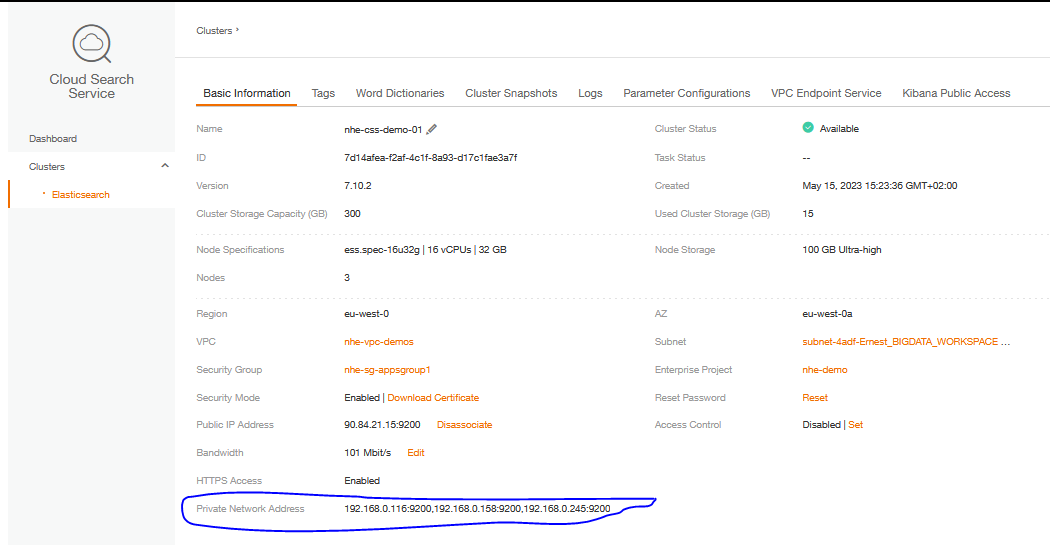 Clusters >
Cloud Search
Service
Basic Information Tags Word Dictionaries Cluster Snapshots Logs Parameter Configurations VPC Endpoint Service Kibana Public Access
Dashboard
Clusters
Elasticsearch
Name nhe-css-demo-01 Cluster Status Available
ID 7d14afea-f2af-4c1f-8a93-d17c1fae3a7f Task Status --
Version 7.10.2 Created May 15, 2023 15:23:36 GMT+02:00
Cluster Storage Capacity (GB) 300 Used Cluster Storage (GB) 15
Node Specifications ess.spec-16u32g | 16 vCPUs | 32 GB Node Storage 100 GB Ultra-high
Nodes 3
Region eu-west-0 AZ eu-west-0a
VPC nhe-vpc-demos Subnet subnet-4adf-Ernest_BIGDATA_WORKSPACE ...
Security Group nhe-sg-appsgroup1 Enterprise Project nhe-demo
Security Mode Enabled | Download Certificate Reset Password Reset
Public IP Address 90.84.21.15:9200 Disassociate Access Control Disabled | Set
Bandwidth 101 Mbit/s Edit
HTTPS Access Enabled
Private Network Address 192.168.0.116:9200,192.168.0.158:9200,192.168.0.245:9200